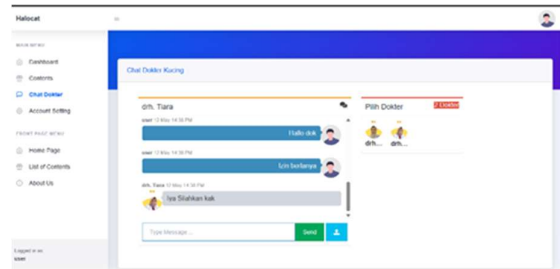 Halocat
MAIN MENU
Dashboard
Contents
Chat Dokter
Account Setting
FRONT PAGE MENU
Home Page
List of Contents
About Us
Logged in as:
user
Chat Dokter Kucing
drh. Tiara
user 12 May 14:36 PM
Hallo dok
user 12 May 14:36 PM
Izin bertanya
drh. Tiara 12 May 14:36 PM
Iya Silahkan kak
Type Message ...
Send
Pilih Dokter
2 Dokter
drh...
drh...